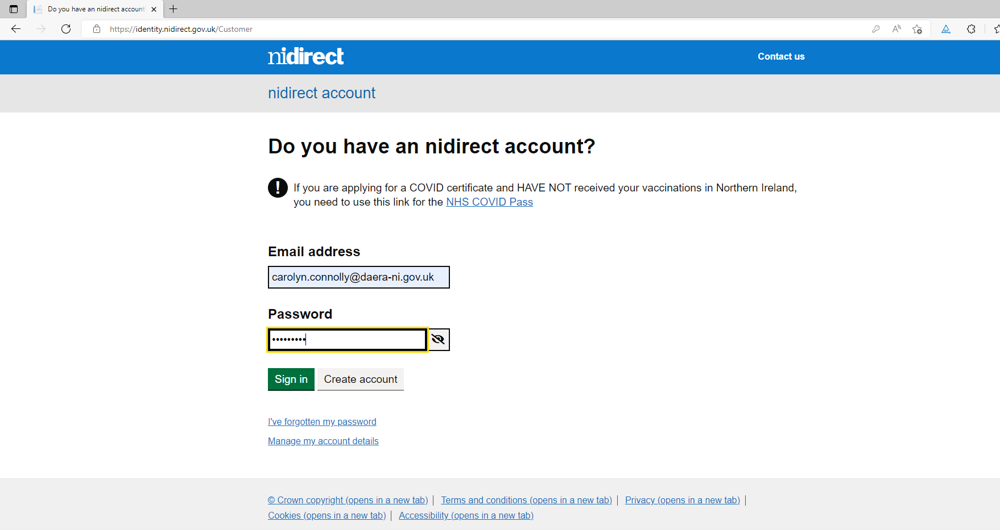 Do you have an nidirect account
https://identity.nidirect.gov.uk/Customer
nidirect
Contact us
nidirect account
Do you have an nidirect account?
If you are applying for a COVID certificate and HAVE NOT received your vaccinations in Northern Ireland,
you need to use this link for the NHS COVID Pass
Email address
carolyn.connolly@daera-ni.gov.uk
Password
•••••••••
Sign in
Create account
I've forgotten my password
Manage my account details
© Crown copyright (opens in a new tab) | Terms and conditions (opens in a new tab) | Privacy (opens in a new tab) |
Cookies (opens in a new tab) | Accessibility (opens in a new tab)